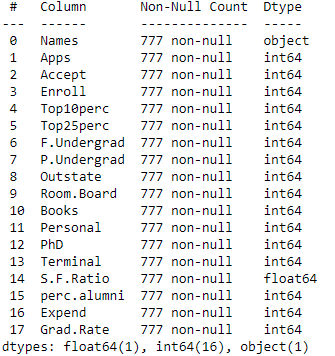 #   Column       Non-Null Count  Dtype
---  ------       --------------  -----
0   Names        777 non-null    object
1   Apps         777 non-null    int64
2   Accept       777 non-null    int64
3   Enroll       777 non-null    int64
4   Top10perc    777 non-null    int64
5   Top25perc    777 non-null    int64
6   F.Undergrad  777 non-null    int64
7   P.Undergrad  777 non-null    int64
8   Outstate     777 non-null    int64
9   Room.Board   777 non-null    int64
10  Books        777 non-null    int64
11  Personal     777 non-null    int64
12  PhD          777 non-null    int64
13  Terminal     777 non-null    int64
14  S.F.Ratio    777 non-null    float64
15  perc.alumni  777 non-null    int64
16  Expend       777 non-null    int64
17  Grad.Rate    777 non-null    int64
dtypes: float64(1), int64(16), object(1)